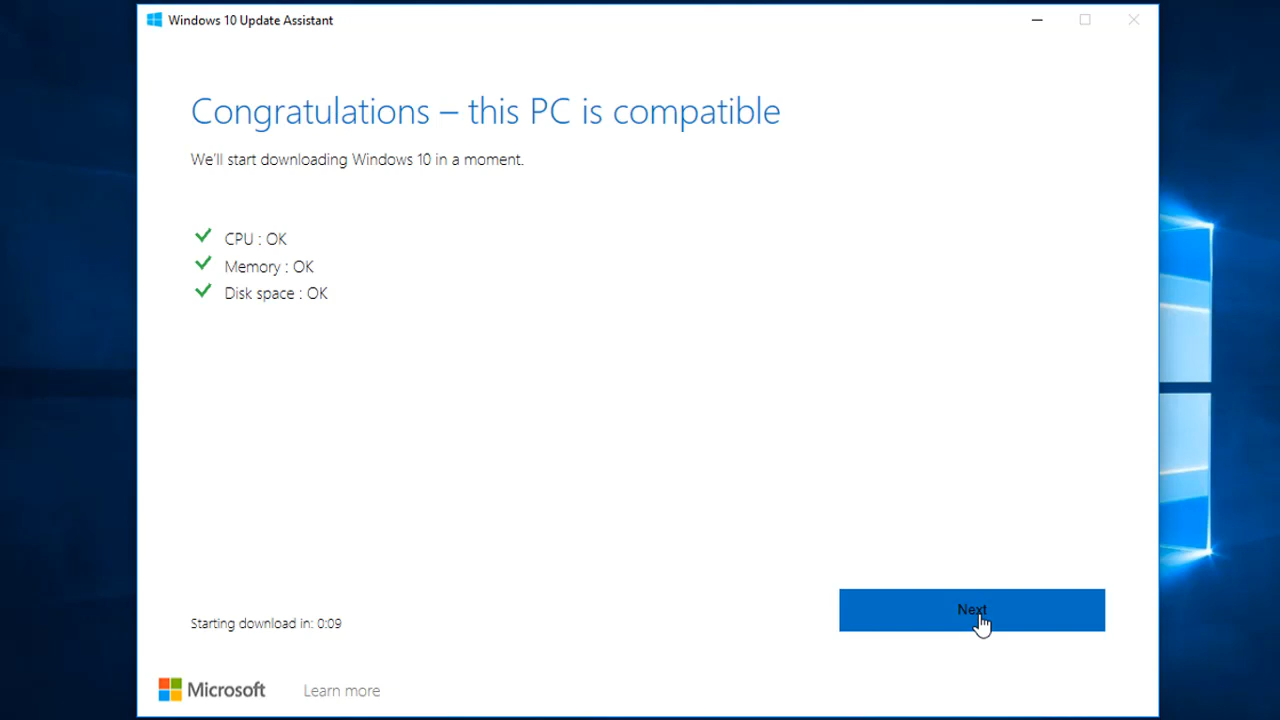 Windows 10 Update Assistant
Congratulations – this PC is compatible
We'll start downloading Windows 10 in a moment.
CPU : OK
Memory : OK
Disk space : OK
Next
Starting download in: 0:09
Microsoft
Learn more